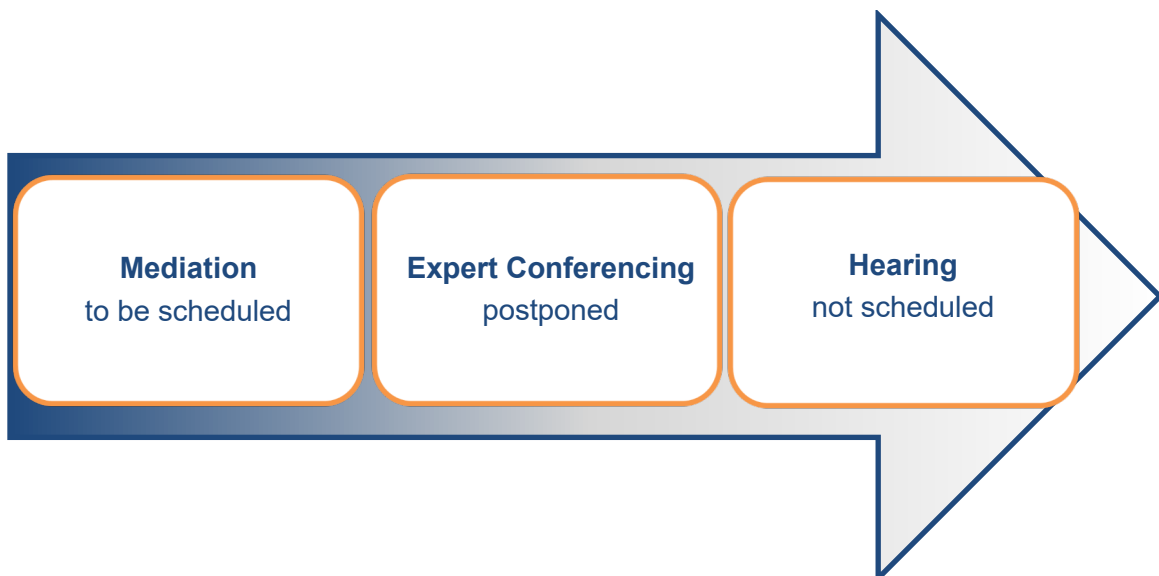 Mediation
to be scheduled
Expert Conferencing
postponed
Hearing
not scheduled